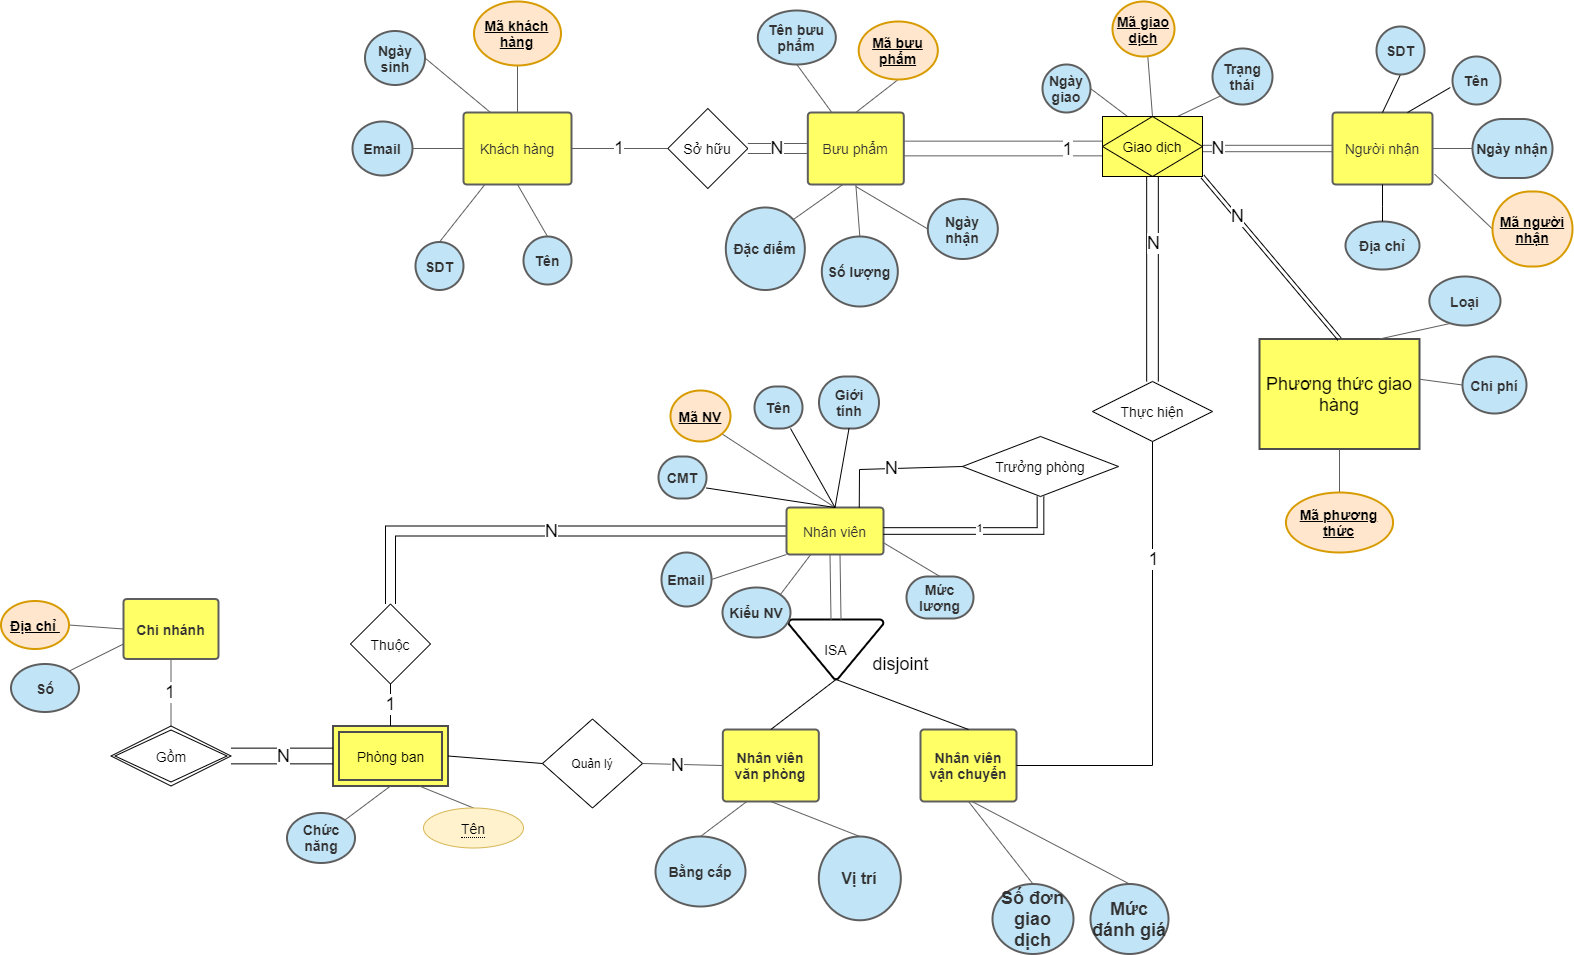 Mã khách
hàng
Ngày
sinh
Email
Khách hàng
SDT
Tên
1
Sở hữu
N
Tên bưu
phẩm
Mã bưu
phẩm
Bưu phẩm
Đặc điểm
Số lượng
Ngày
nhận
1
Mã giao
dịch
Ngày
giao
Trạng
thái
Giao dịch
N
SDT
Tên
Người nhận
Ngày nhận
Mã người
nhận
Địa chỉ
N
N
Loại
Phương thức giao
hàng
Chi phí
Mã phương
thức
Thực hiện
1
Mã NV
Tên
Giới
tính
CMT
N
Trưởng phòng
Nhân viên
1
N
Email
Kiểu NV
Mức
lương
ISA
disjoint
Địa chỉ
Chi nhánh
Số
1
Gồm
N
Thuộc
1
Phòng ban
Chức
năng
Tên
Quản lý
N
Nhân viên
văn phòng
Nhân viên
vận chuyển
Bằng cấp
Vị trí
Số đơn
giao
dịch
Mức
đánh giá